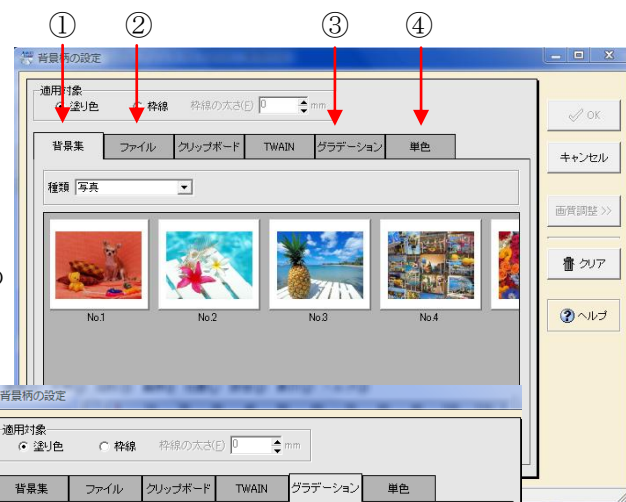 ① ② ③ ④
背景柄の設定
適用対象
塗り色 枠線 枠線の太さ(F) 0 mm
OK
背景集 ファイル クリップボード TWAIN グラデーション 単色
キャンセル
種類 写真
画質調整 >>
クリア
No.1 No.2 No.3 No.4
ヘルプ
背景柄の設定
適用対象
塗り色 枠線 枠線の太さ(F) 0 mm
背景集 ファイル クリップボード TWAIN グラデーション 単色